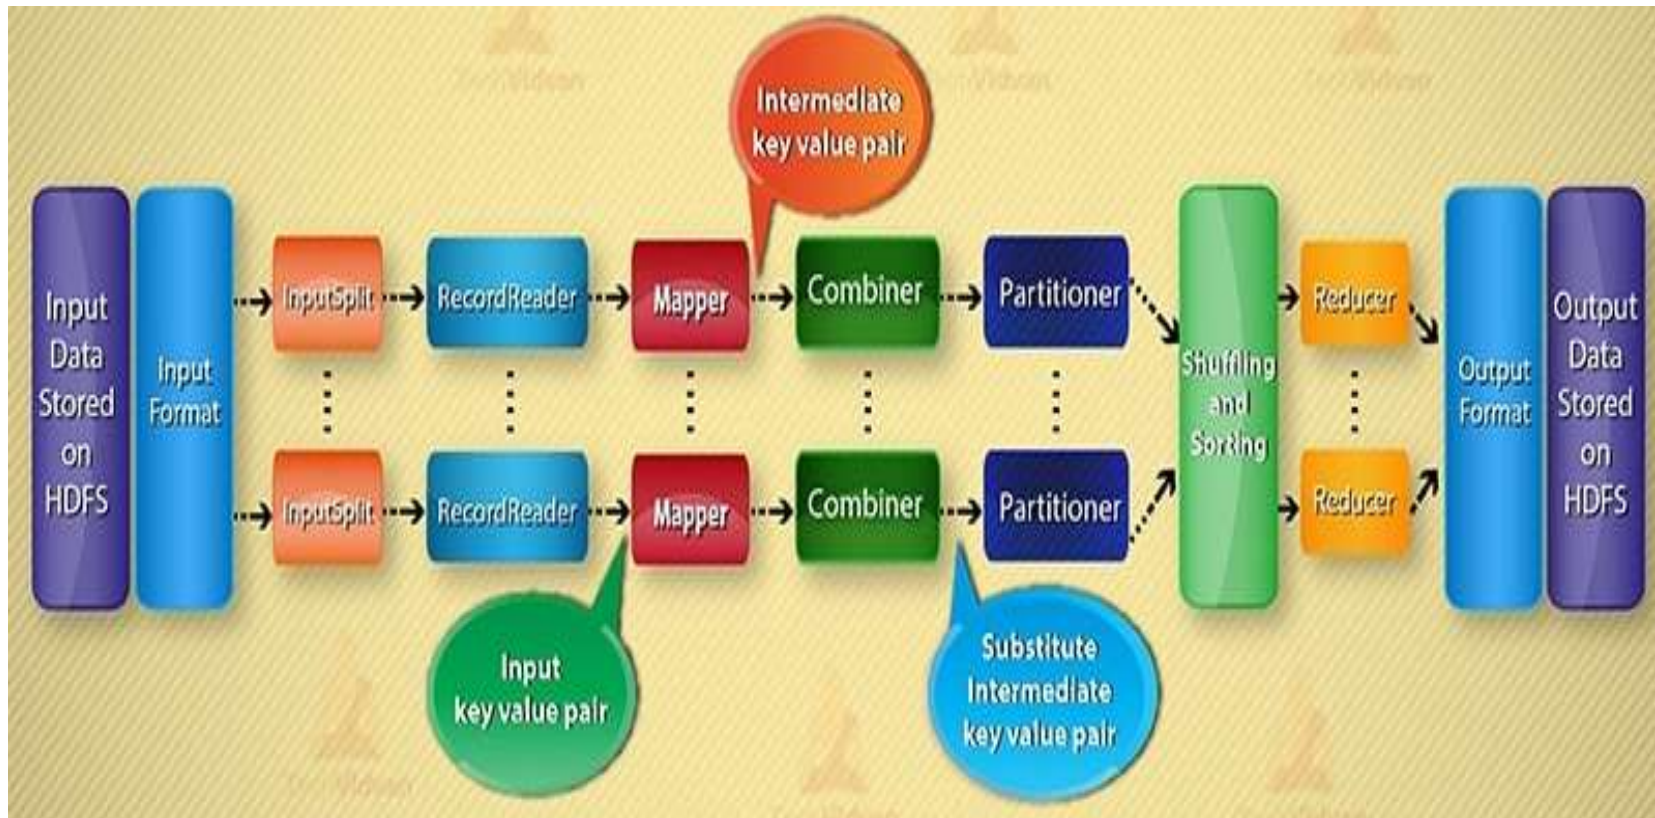 Intermediate
key value pair
Input
Data
Stored
on
HDFS
Input
Format
InputSplit
RecordReader
Mapper
Combiner
Partitioner
InputSplit
RecordReader
Mapper
Combiner
Partitioner
Shuffling
and
Sorting
Reducer
Reducer
Output
Format
Output
Data
Stored
on
HDFS
Input
key value pair
Substitute
Intermediate
key value pair